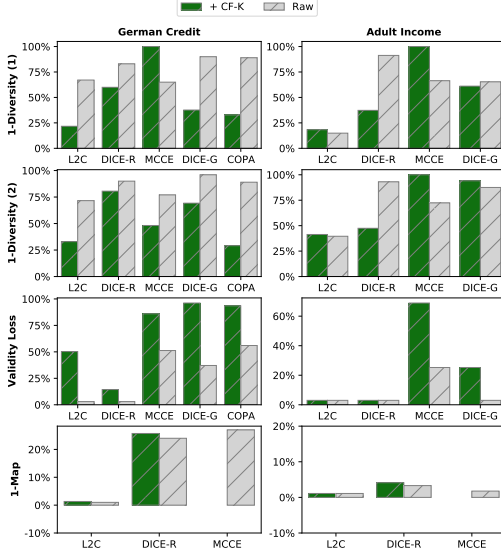 + CF-K Raw
German Credit
Adult Income
1-Diversity (1)
100%
75%
50%
25%
0%
L2C DICE-R MCCE DICE-G COPA
100%
75%
50%
25%
0%
L2C DICE-R MCCE DICE-G
1-Diversity (2)
100%
75%
50%
25%
0%
L2C DICE-R MCCE DICE-G COPA
100%
75%
50%
25%
0%
L2C DICE-R MCCE DICE-G
Validity Loss
100%
75%
50%
25%
0%
L2C DICE-R MCCE DICE-G COPA
60%
40%
20%
0%
L2C DICE-R MCCE DICE-G
1-Map
20%
10%
0%
-10%
L2C DICE-R MCCE
20%
10%
0%
-10%
L2C DICE-R MCCE